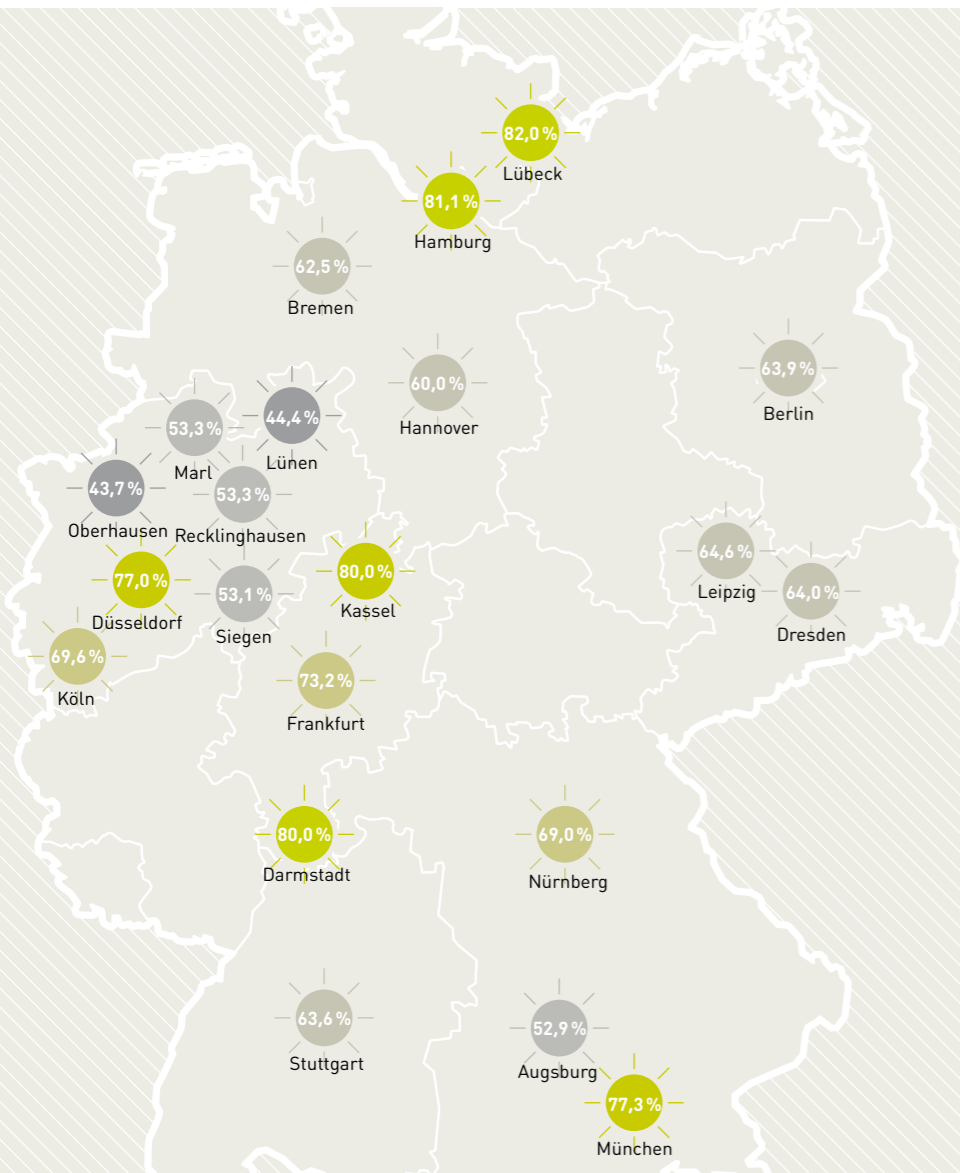 82,0 %
Lübeck
81,1 %
Hamburg
62,5 %
Bremen
63,9 %
Berlin
60,0 %
Hannover
44,4 %
Lünen
53,3 %
Marl
43,7 %
Oberhausen
53,3 %
Recklinghausen
64,6 %
Leipzig
64,0 %
Dresden
77,0 %
Düsseldorf
53,1 %
Siegen
80,0 %
Kassel
69,6 %
Köln
73,2 %
Frankfurt
80,0 %
Darmstadt
69,0 %
Nürnberg
63,6 %
Stuttgart
52,9 %
Augsburg
77,3 %
München